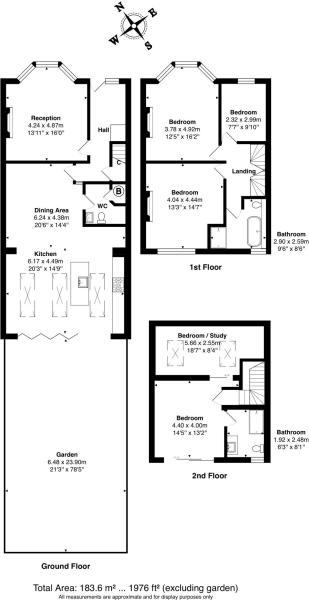 N
E
S
W
Reception
4.24 x 4.87m
13'11" x 16'0"
Hall
C
Dining Area
6.24 x 4.38m
20'6" x 14'4"
WC
B
Kitchen
6.17 x 4.49m
20'3" x 14'9"
Garden
6.48 x 23.90m
21'3" x 78'5"
Ground Floor
Bedroom
3.78 x 4.92m
12'5" x 16'2"
Bedroom
2.32 x 2.99m
7'7" x 9'10"
Landing
Bedroom
4.04 x 4.44m
13'3" x 14'7"
Bathroom
2.90 x 2.59m
9'6" x 8'6"
1st Floor
Bedroom / Study
5.66 x 2.55m
18'7" x 8'4"
Bedroom
4.40 x 4.00m
14'5" x 13'2"
Bathroom
1.92 x 2.48m
6'3" x 8'1"
2nd Floor
Total Area: 183.6 m² ... 1976 ft² (excluding garden)
All measurements are approximate and for display purposes only